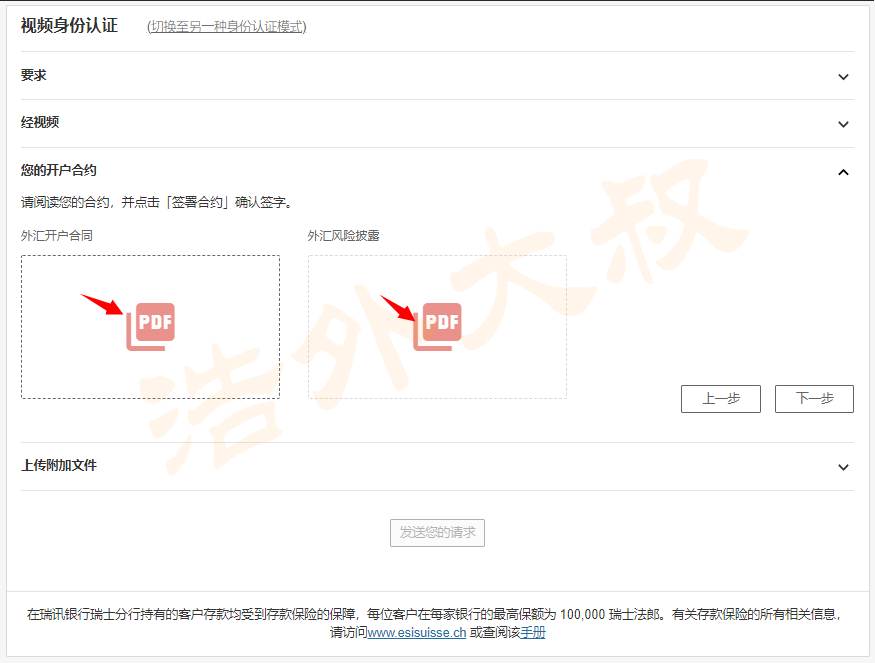 视频身份认证 (切换至另一种身份认证模式)
要求
经视频
您的开户合约
请阅读您的合约，并点击「签署合约」确认签字。
外汇开户合同 外汇风险披露
PDF PDF
浩外大叔
上一步 下一步
上传附加文件
发送您的请求
在瑞讯银行瑞士分行持有的客户存款均受到存款保险的保障，每位客户在每家银行的最高保额为 100,000 瑞士法郎。有关存款保险的所有相关信息，
请访问www.esisuisse.ch 或查阅该手册